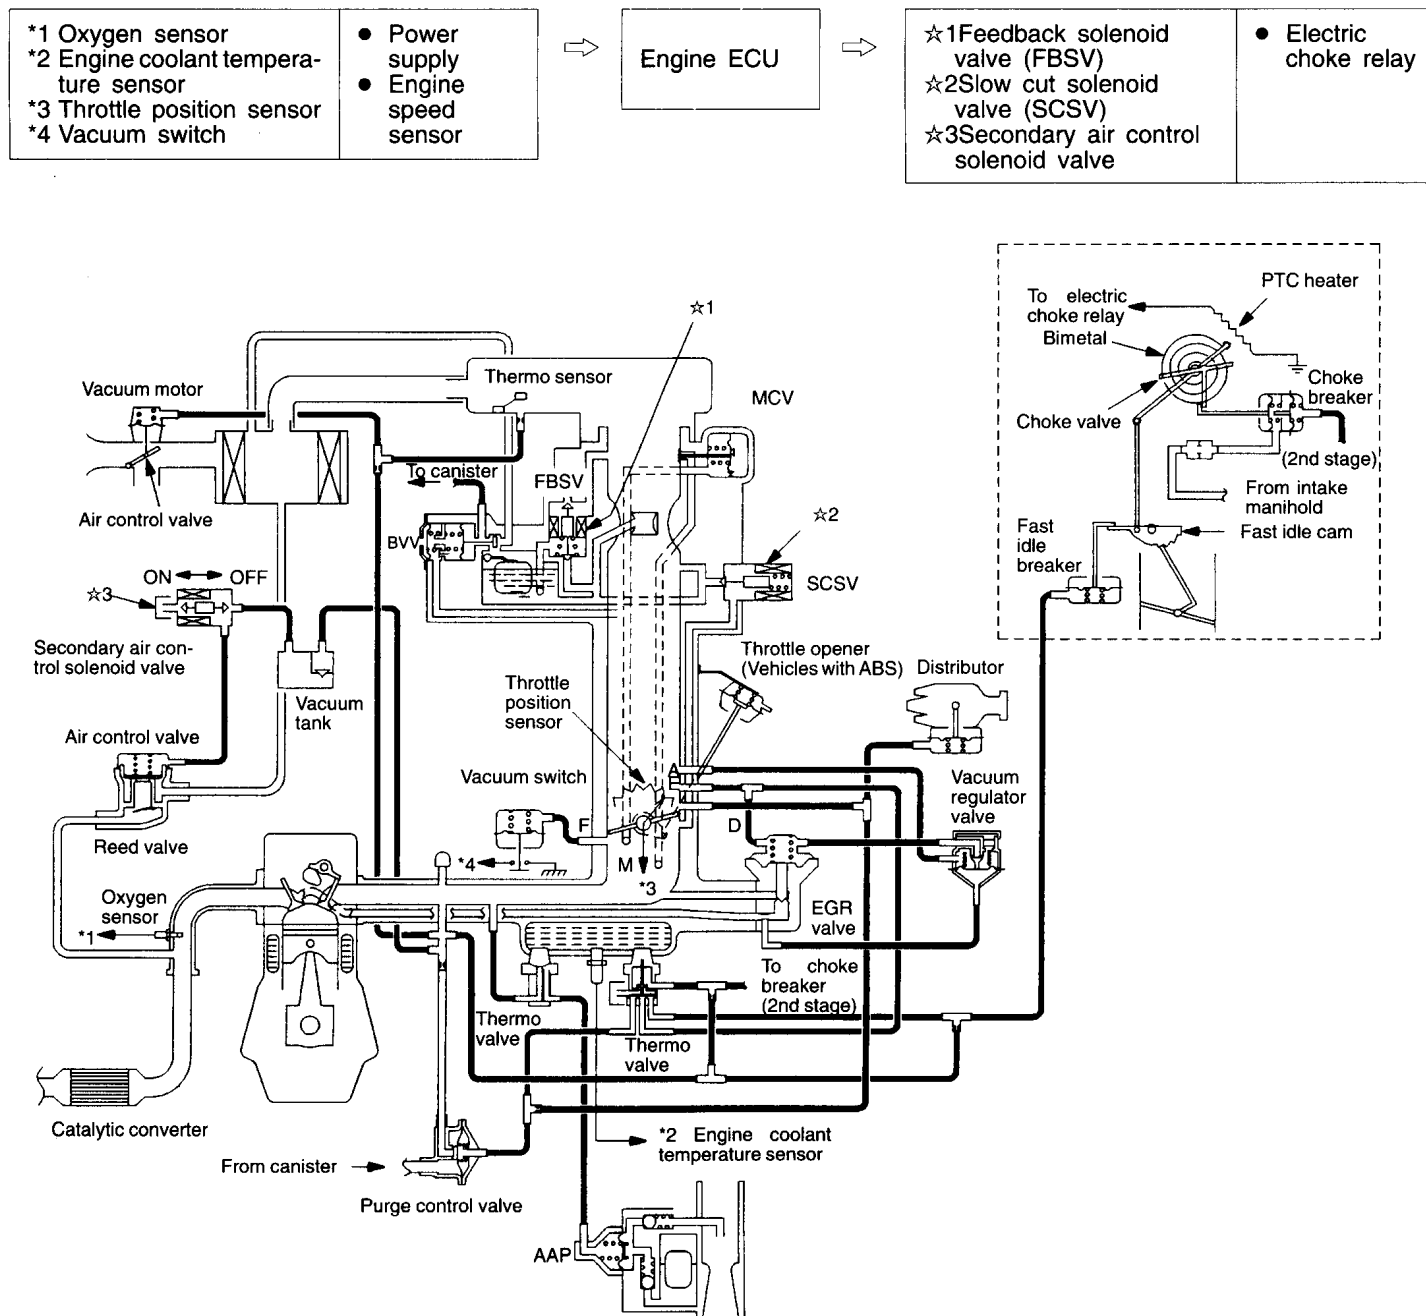 *1 Oxygen sensor
*2 Engine coolant tempera-
ture sensor
*3 Throttle position sensor
*4 Vacuum switch
● Power
supply
● Engine
speed
sensor
Engine ECU
☆1Feedback solenoid
valve (FBSV)
☆2Slow cut solenoid
valve (SCSV)
☆3Secondary air control
solenoid valve
● Electric
choke relay
PTC heater
To electric
choke relay
Bimetal
Choke
breaker
Choke valve
(2nd stage)
From intake
manifold
Fast idle cam
Fast
idle
breaker
☆1
Thermo sensor
MCV
Vacuum motor
To canister
FBSV
Air control valve
BVV
☆2
SCSV
ON OFF
☆3
Secondary air con-
trol solenoid valve
Vacuum
tank
Throttle opener
(Vehicles with ABS)
Distributor
Throttle
position
sensor
Air control valve
Vacuum switch
A
E
Vacuum
regulator
valve
F
D
Reed valve
*4
M
*3
Oxygen
sensor
*1
EGR
valve
To choke
breaker
(2nd stage)
Thermo
valve
Thermo
valve
Catalytic converter
*2 Engine coolant
temperature sensor
From canister
Purge control valve
AAP